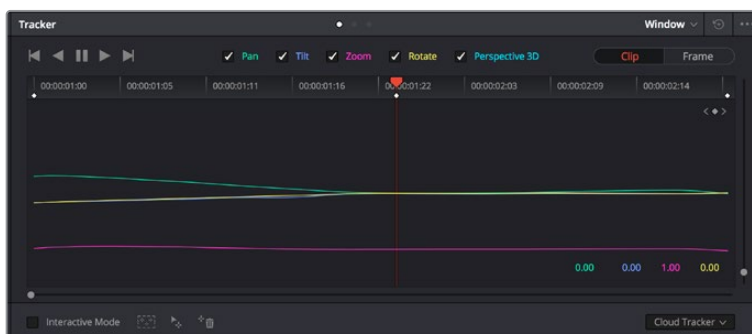 Tracker Window
Pan Tilt Zoom Rotate Perspective 3D Clip Frame
00:00:01:00 00:00:01:05 00:00:01:11 00:00:01:16 00:00:01:22 00:00:02:03 00:00:02:09 00:00:02:14
0.00 0.00 1.00 0.00
Interactive Mode Cloud Tracker